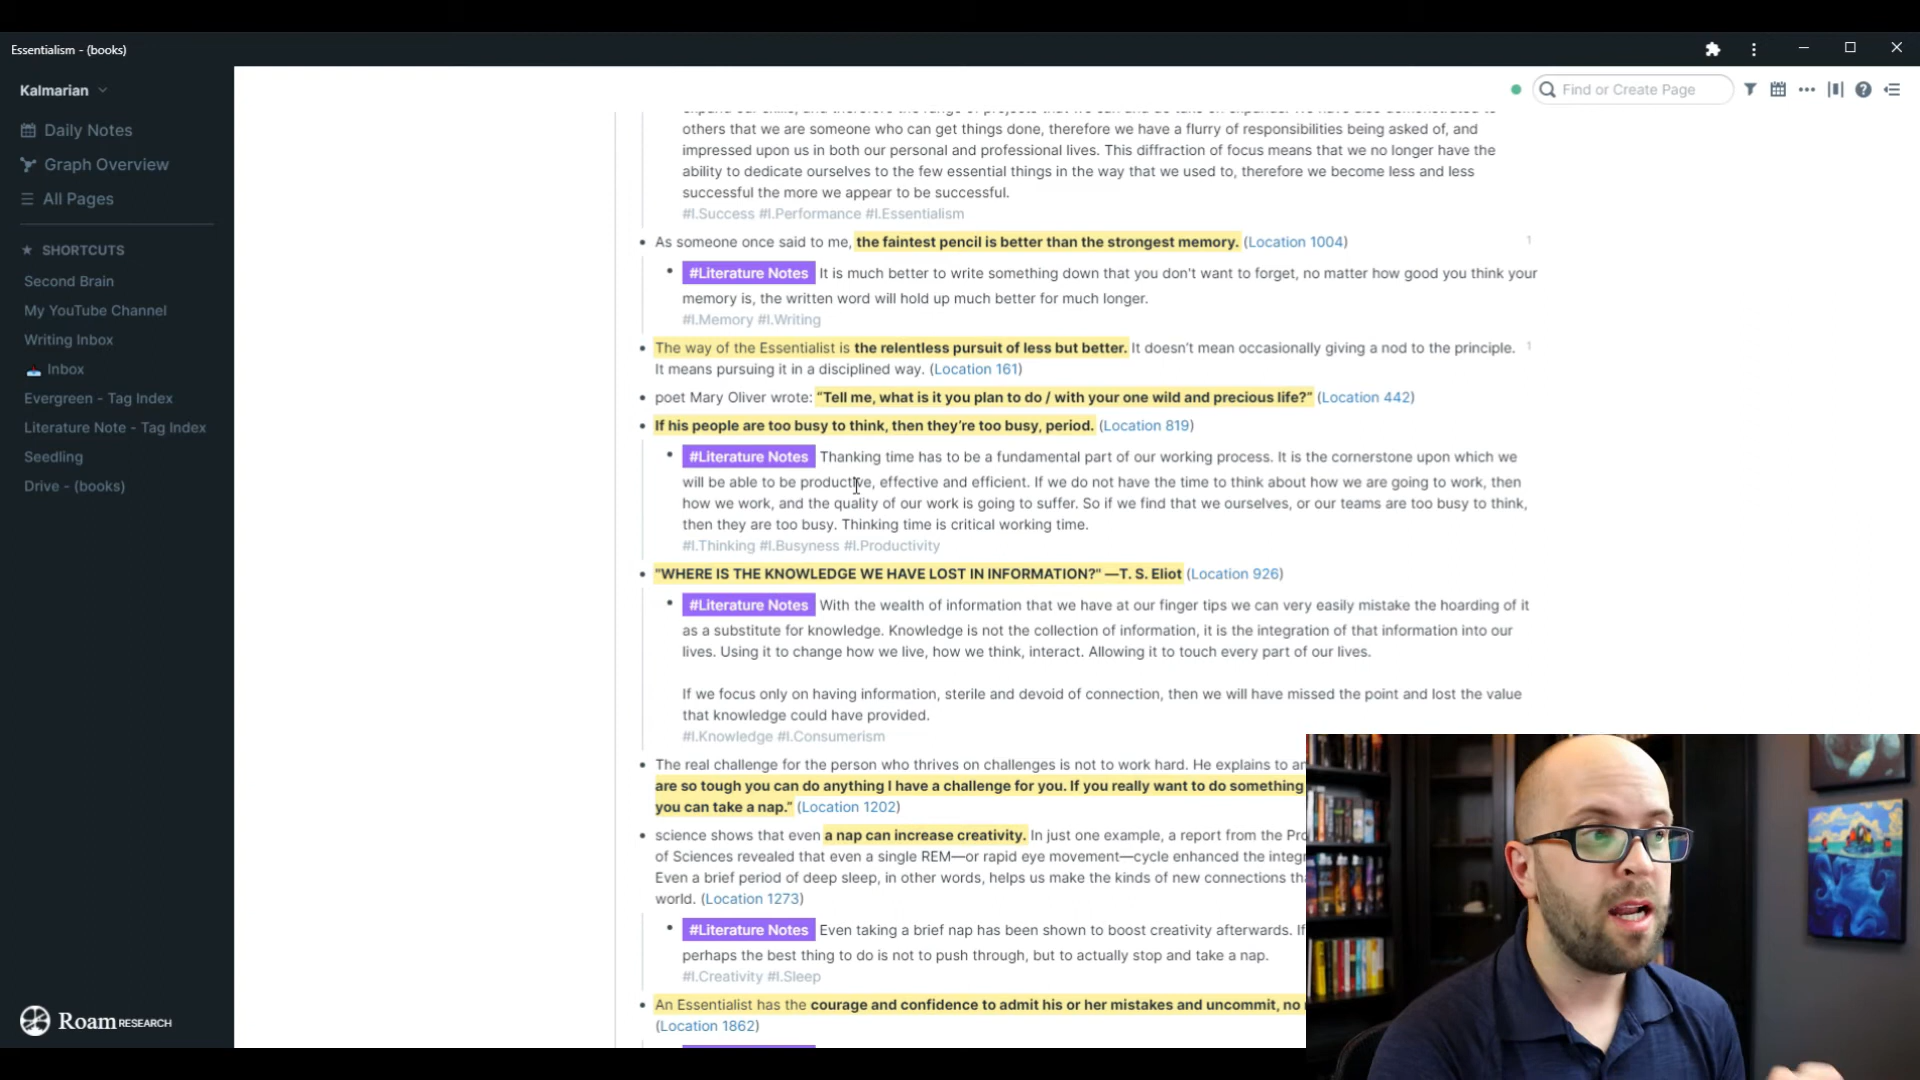 Essentialism - (books)
Kalmarian
Find or Create Page
Daily Notes
Graph Overview
All Pages
SHORTCUTS
Second Brain
My YouTube Channel
Writing Inbox
Inbox
Evergreen - Tag Index
Literature Note - Tag Index
Seedling
Drive - (books)
Roam RESEARCH
others that we are someone who can get things done, therefore we have a flurry of responsibilities being asked of, and
impressed upon us in both our personal and professional lives. This diffraction of focus means that we no longer have the
ability to dedicate ourselves to the few essential things in the way that we used to, therefore we become less and less
successful the more we appear to be successful.
#l.Success #l.Performance #l.Essentialism
As someone once said to me, the faintest pencil is better than the strongest memory. (Location 1004) 1
#Literature Notes It is much better to write something down that you don't want to forget, no matter how good you think your
memory is, the written word will hold up much better for much longer.
#l.Memory #l.Writing
The way of the Essentialist is the relentless pursuit of less but better. It doesn't mean occasionally giving a nod to the principle. 1
It means pursuing it in a disciplined way. (Location 161)
poet Mary Oliver wrote: “Tell me, what is it you plan to do / with your one wild and precious life?” (Location 442)
If his people are too busy to think, then they’re too busy, period. (Location 819)
#Literature Notes Thanking time has to be a fundamental part of our working process. It is the cornerstone upon which we
will be able to be productive, effective and efficient. If we do not have the time to think about how we are going to work, then
how we work, and the quality of our work is going to suffer. So if we find that we ourselves, or our teams are too busy to think,
then they are too busy. Thinking time is critical working time.
#l.Thinking #l.Busyness #l.Productivity
"WHERE IS THE KNOWLEDGE WE HAVE LOST IN INFORMATION?" —T. S. Eliot (Location 926)
#Literature Notes With the wealth of information that we have at our finger tips we can very easily mistake the hoarding of it
as a substitute for knowledge. Knowledge is not the collection of information, it is the integration of that information into our
lives. Using it to change how we live, how we think, interact. Allowing it to touch every part of our lives.
If we focus only on having information, sterile and devoid of connection, then we will have missed the point and lost the value
that knowledge could have provided.
#l.Knowledge #l.Consumerism
The real challenge for the person who thrives on challenges is not to work hard. He explains to
are so tough you can do anything I have a challenge for you. If you really want to do something
you can take a nap.” (Location 1202)
science shows that even a nap can increase creativity. In just one example, a report from the
of Sciences revealed that even a single REM—or rapid eye movement—cycle enhanced the
Even a brief period of deep sleep, in other words, helps us make the kinds of new connections
world. (Location 1273)
#Literature Notes Even taking a brief nap has been shown to boost creativity afterwards. If
perhaps the best thing to do is not to push through, but to actually stop and take a nap.
#l.Creativity #l.Sleep
An Essentialist has the courage and confidence to admit his or her mistakes and uncommit, no
(Location 1862)